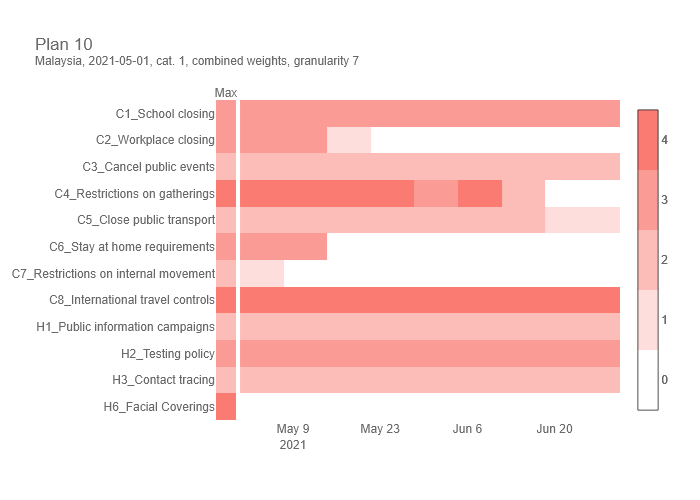 Plan 10
Malaysia, 2021-05-01, cat. 1, combined weights, granularity 7
Max
C1_School closing
C2_Workplace closing
C3_Cancel public events
C4_Restrictions on gatherings
C5_Close public transport
C6_Stay at home requirements
C7_Restrictions on internal movement
C8_International travel controls
H1_Public information campaigns
H2_Testing policy
H3_Contact tracing
H6_Facial Coverings
May 9
2021
May 23
Jun 6
Jun 20
4
3
2
1
0